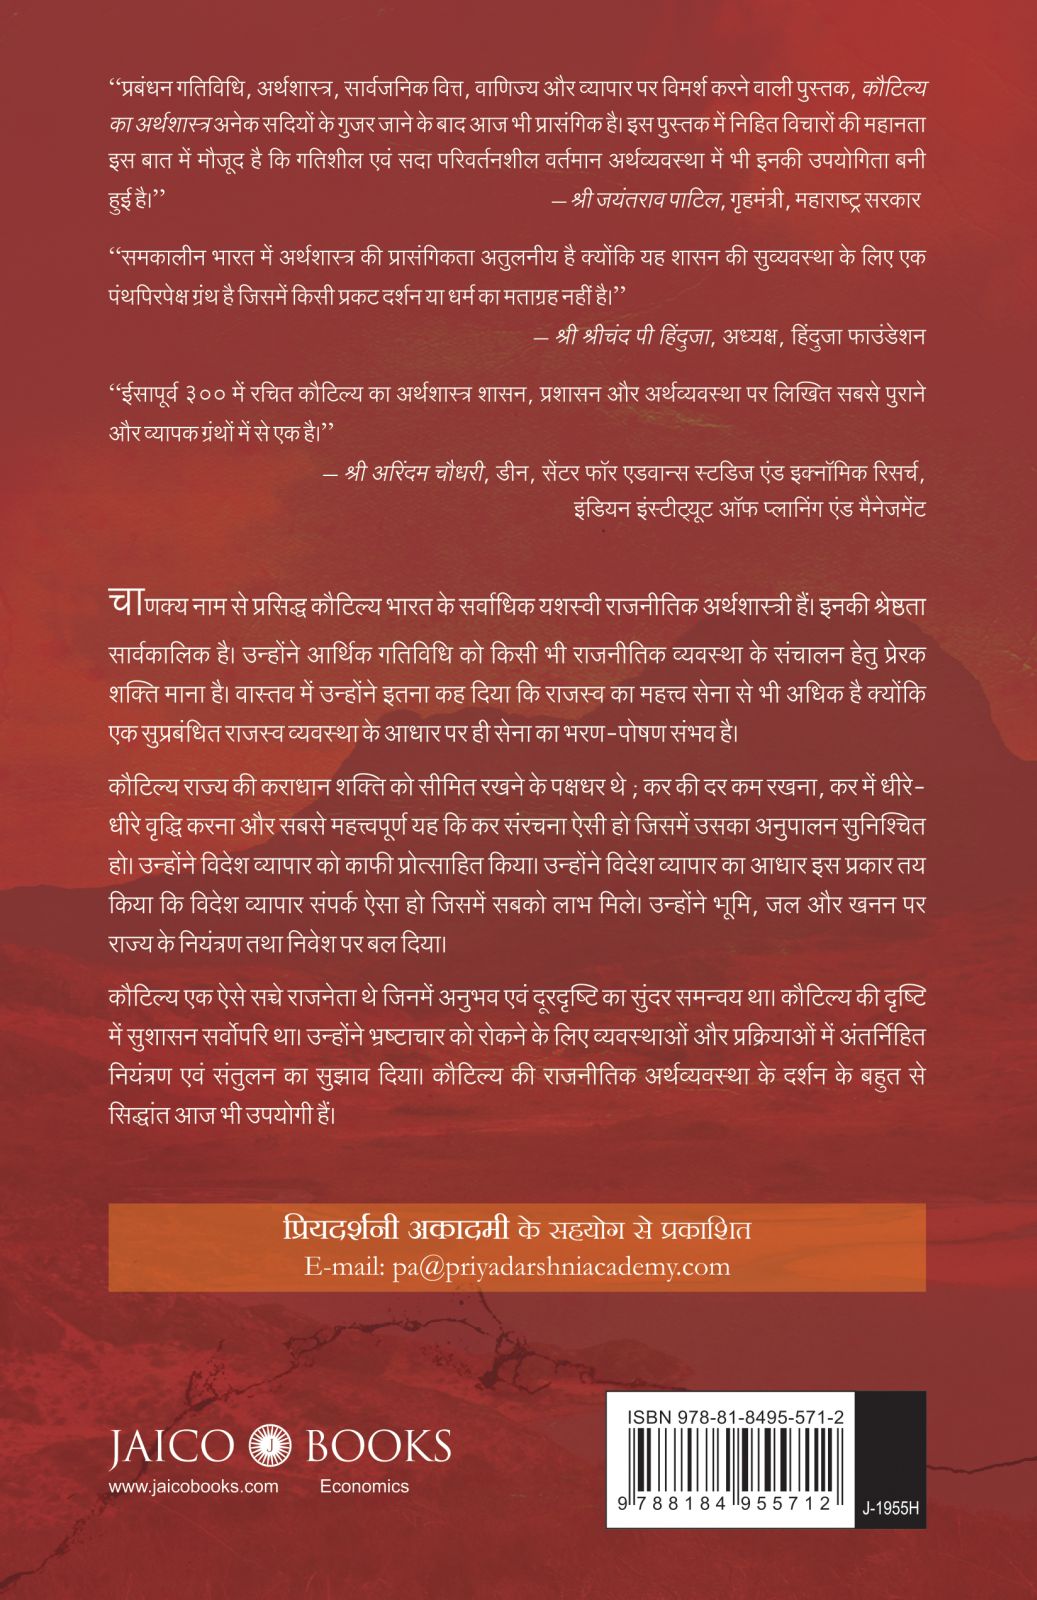 “प्रबंधन गतिविधि, अर्थशास्त्र, सार्वजनिक वित्त, वाणिज्य और व्यापार पर विमर्श करने वाली पुस्तक, कौटिल्य
का अर्थशास्त्र अनेक सदियों के गुजर जाने के बाद आज भी प्रासंगिक है। इस पुस्तक में निहित विचारों की महानता
इस बात में मौजूद है कि गतिशील एवं सदा परिवर्तनशील वर्तमान अर्थव्यवस्था में भी इनकी उपयोगिता बनी
हुई है।” – श्री जयंतराव पाटिल, गृहमंत्री, महाराष्ट्र सरकार
“समकालीन भारत में अर्थशास्त्र की प्रासंगिकता अतुलनीय है क्योंकि यह शासन की सुव्यवस्था के लिए एक
पंथपिरपेक्ष ग्रंथ है जिसमें किसी प्रकट दर्शन या धर्म का मताग्रह नहीं है।”
– श्री श्रीचंद पी हिंदुजा, अध्यक्ष, हिंदुजा फाउंडेशन
“ईसापूर्व ३०० में रचित कौटिल्य का अर्थशास्त्र शासन, प्रशासन और अर्थव्यवस्था पर लिखित सबसे पुराने
और व्यापक ग्रंथों में से एक है।”
– श्री अरिंदम चौधरी, डीन, सेंटर फॉर एडवान्स स्टडिज एंड इक्नॉमिक रिसर्च,
इंडियन इंस्टीट्यूट ऑफ प्लानिंग एंड मैनेजमेंट
चाणक्य नाम से प्रसिद्ध कौटिल्य भारत के सर्वाधिक यशस्वी राजनीतिक अर्थशास्त्री हैं। इनकी श्रेष्ठता
सार्वकालिक है। उन्होंने आर्थिक गतिविधि को किसी भी राजनीतिक व्यवस्था के संचालन हेतु प्रेरक
शक्ति माना है। वास्तव में उन्होंने इतना कह दिया कि राजस्व का महत्त्व सेना से भी अधिक है क्योंकि
एक सुप्रबंधित राजस्व व्यवस्था के आधार पर ही सेना का भरण-पोषण संभव है।
कौटिल्य राज्य की कराधान शक्ति को सीमित रखने के पक्षधर थे ; कर की दर कम रखना, कर में धीरे-
धीरे वृद्धि करना और सबसे महत्त्वपूर्ण यह कि कर संरचना ऐसी हो जिसमें उसका अनुपालन सुनिश्चित
हो। उन्होंने विदेश व्यापार को काफी प्रोत्साहित किया। उन्होंने विदेश व्यापार का आधार इस प्रकार तय
किया कि विदेश व्यापार संपर्क ऐसा हो जिसमें सबको लाभ मिले। उन्होंने भूमि, जल और खनन पर
राज्य के नियंत्रण तथा निवेश पर बल दिया।
कौटिल्य एक ऐसे सच्चे राजनेता थे जिनमें अनुभव एवं दूरदृष्टि का सुंदर समन्वय था। कौटिल्य की दृष्टि
में सुशासन सर्वोपरि था। उन्होंने भ्रष्टाचार को रोकने के लिए व्यवस्थाओं और प्रक्रियाओं में अंतर्निहित
नियंत्रण एवं संतुलन का सुझाव दिया। कौटिल्य की राजनीतिक अर्थव्यवस्था के दर्शन के बहुत से
सिद्धांत आज भी उपयोगी हैं।
प्रियदर्शनी अकादमी के सहयोग से प्रकाशित
E-mail: pa@priyadarshniacademy.com
JAICO J BOOKS
www.jaicobooks.com Economics
ISBN 978-81-8495-571-2
9 788184 955712
J-1955H